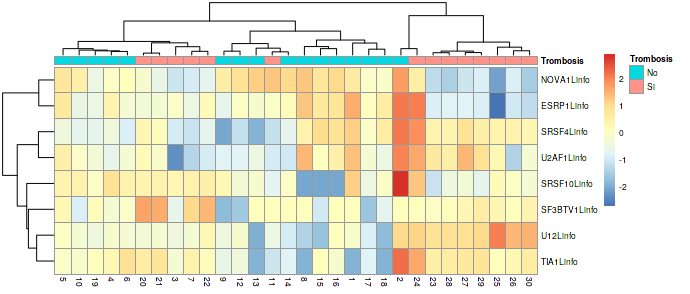 Trombosis
NOVA1Linfo
ESRP1Linfo
SRSF4Linfo
U2AF1Linfo
SRSF10Linfo
SF3BTV1Linfo
U12Linfo
TIA1Linfo
5 10 19 4 6 20 21 3 7 22 9 12 13 11 14 8 15 16 1 17 18 2 24 23 28 27 29 25 26 30
2
1
0
-1
-2
Trombosis
No
SI